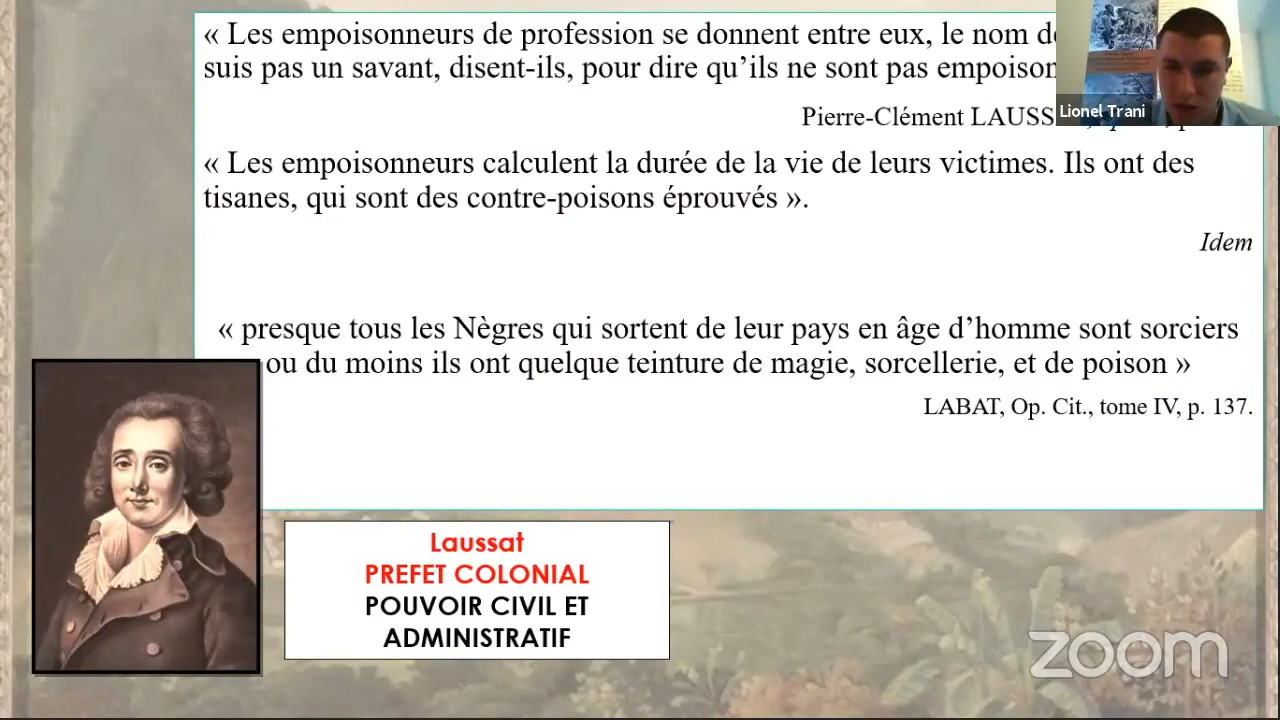 « Les empoisonneurs de profession se donnent entre eux, le nom
suis pas un savant, disent-ils, pour dire qu’ils ne sont pas
Lionel Trani
Pierre-Clément
« Les empoisonneurs calculent la durée de la vie de leurs victimes. Ils ont des
tisanes, qui sont des contre-poisons éprouvés ».
Idem
« presque tous les Nègres qui sortent de leur pays en âge d’homme sont sorciers
ou du moins ils ont quelque teinture de magie, sorcellerie, et de poison »
LABAT, Op. Cit., tome IV, p. 137.
Laussat
PREFET COLONIAL
POUVOIR CIVIL ET
ADMINISTRATIF
zoom